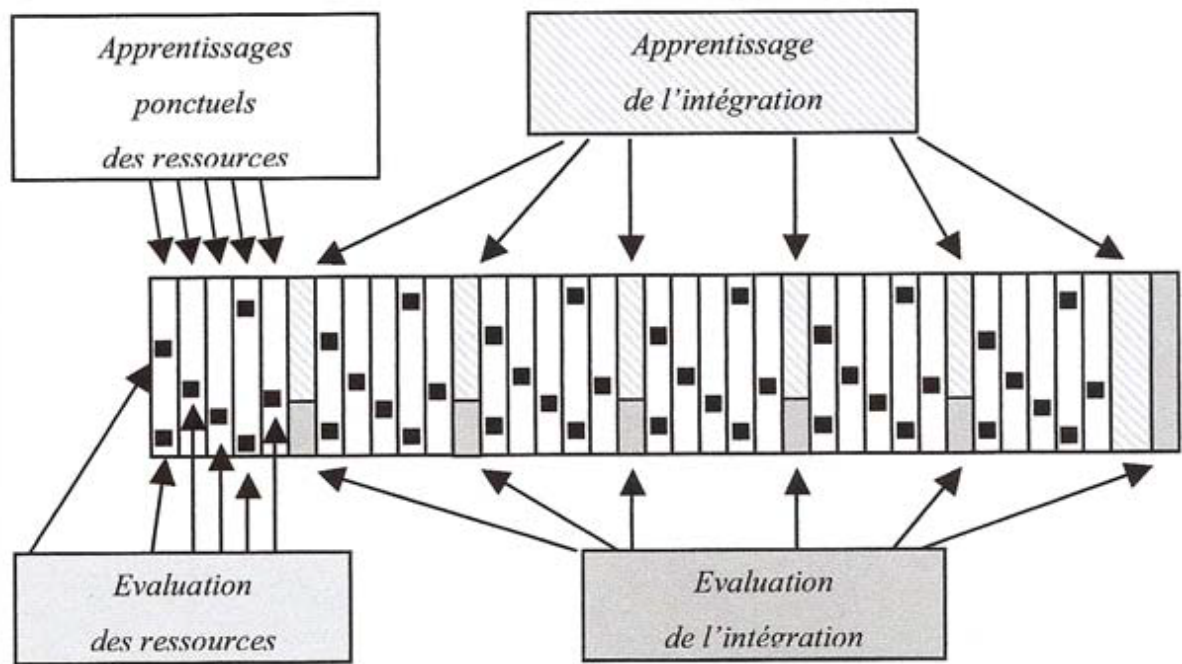 Apprentissages
ponctuels
des ressources
Apprentissage
de l'intégration
Evaluation
des ressources
Evaluation
de l'intégration